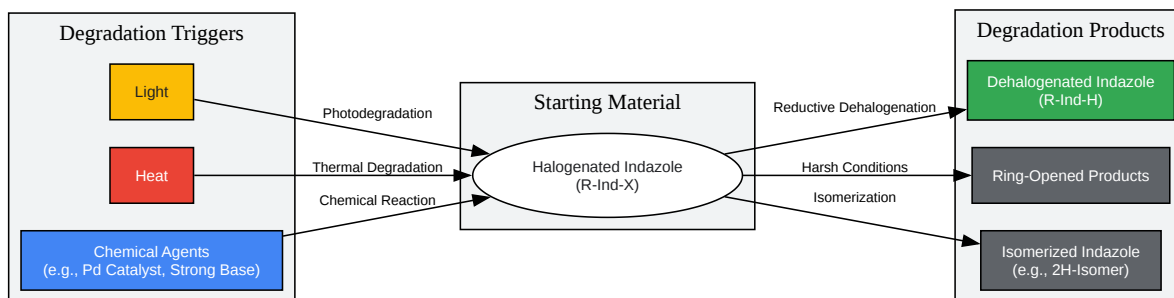 Degradation Triggers
Light
Heat
Chemical Agents
(e.g., Pd Catalyst, Strong Base)
Photodegradation
Thermal Degradation
Chemical Reaction
Starting Material
Halogenated Indazole
(R-Ind-X)
Reductive Dehalogenation
Harsh Conditions
Isomerization
Degradation Products
Dehalogenated Indazole
(R-Ind-H)
Ring-Opened Products
Isomerized Indazole
(e.g., 2H-Isomer)